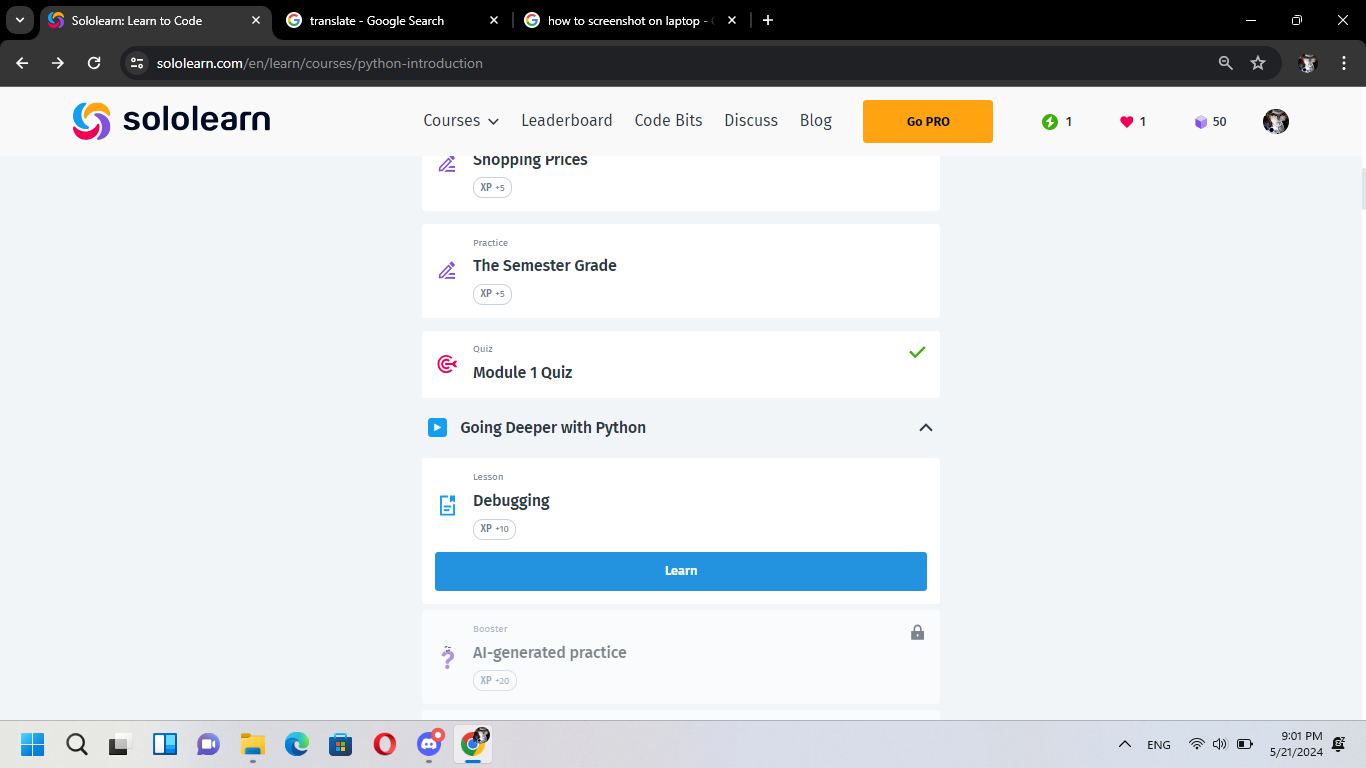 Sololearn: Learn to Code
translate - Google Search
how to screenshot on laptop -
sololearn.com/en/learn/courses/python-introduction
sololearn
Courses
Leaderboard
Code Bits
Discuss
Blog
Go PRO
1
1
50
Shopping Prices
XP +5
Practice
The Semester Grade
XP +5
Quiz
Module 1 Quiz
Going Deeper with Python
Lesson
Debugging
XP +10
Learn
Booster
AI-generated practice
XP +20
ENG
9:01 PM
5/21/2024